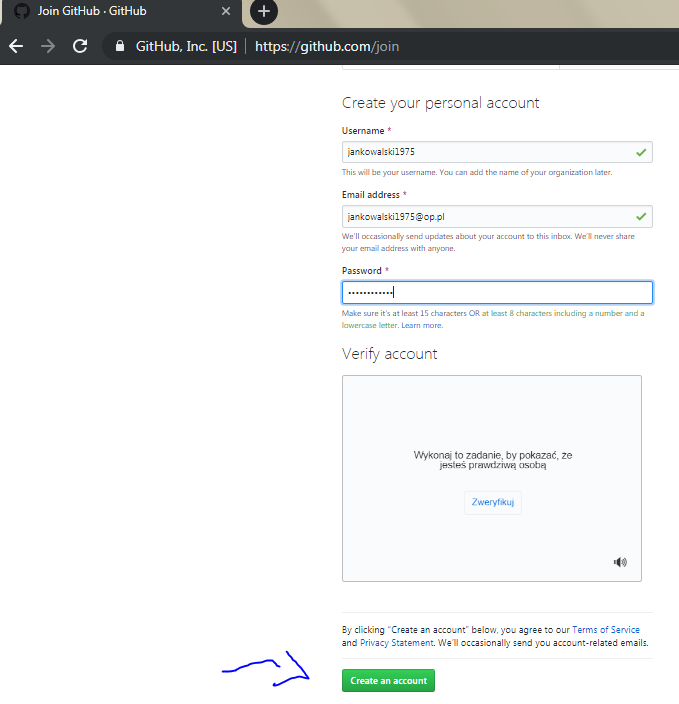 Join GitHub · GitHub
GitHub, Inc. [US] | https://github.com/join
Create your personal account
Username *
jankowalski1975
This will be your username. You can add the name of your organization later.
Email address *
jankowalski1975@op.pl
We'll occasionally send updates about your account to this inbox. We'll never share
your email address with anyone.
Password *
••••••••••••
Make sure it's at least 15 characters OR at least 8 characters including a number and a
lowercase letter. Learn more.
Verify account
Wykonaj to zadanie, by pokazać, że
jesteś prawdziwą osobą
Zweryfikuj
By clicking "Create an account" below, you agree to our Terms of Service
and Privacy Statement. We'll occasionally send you account-related emails.
Create an account